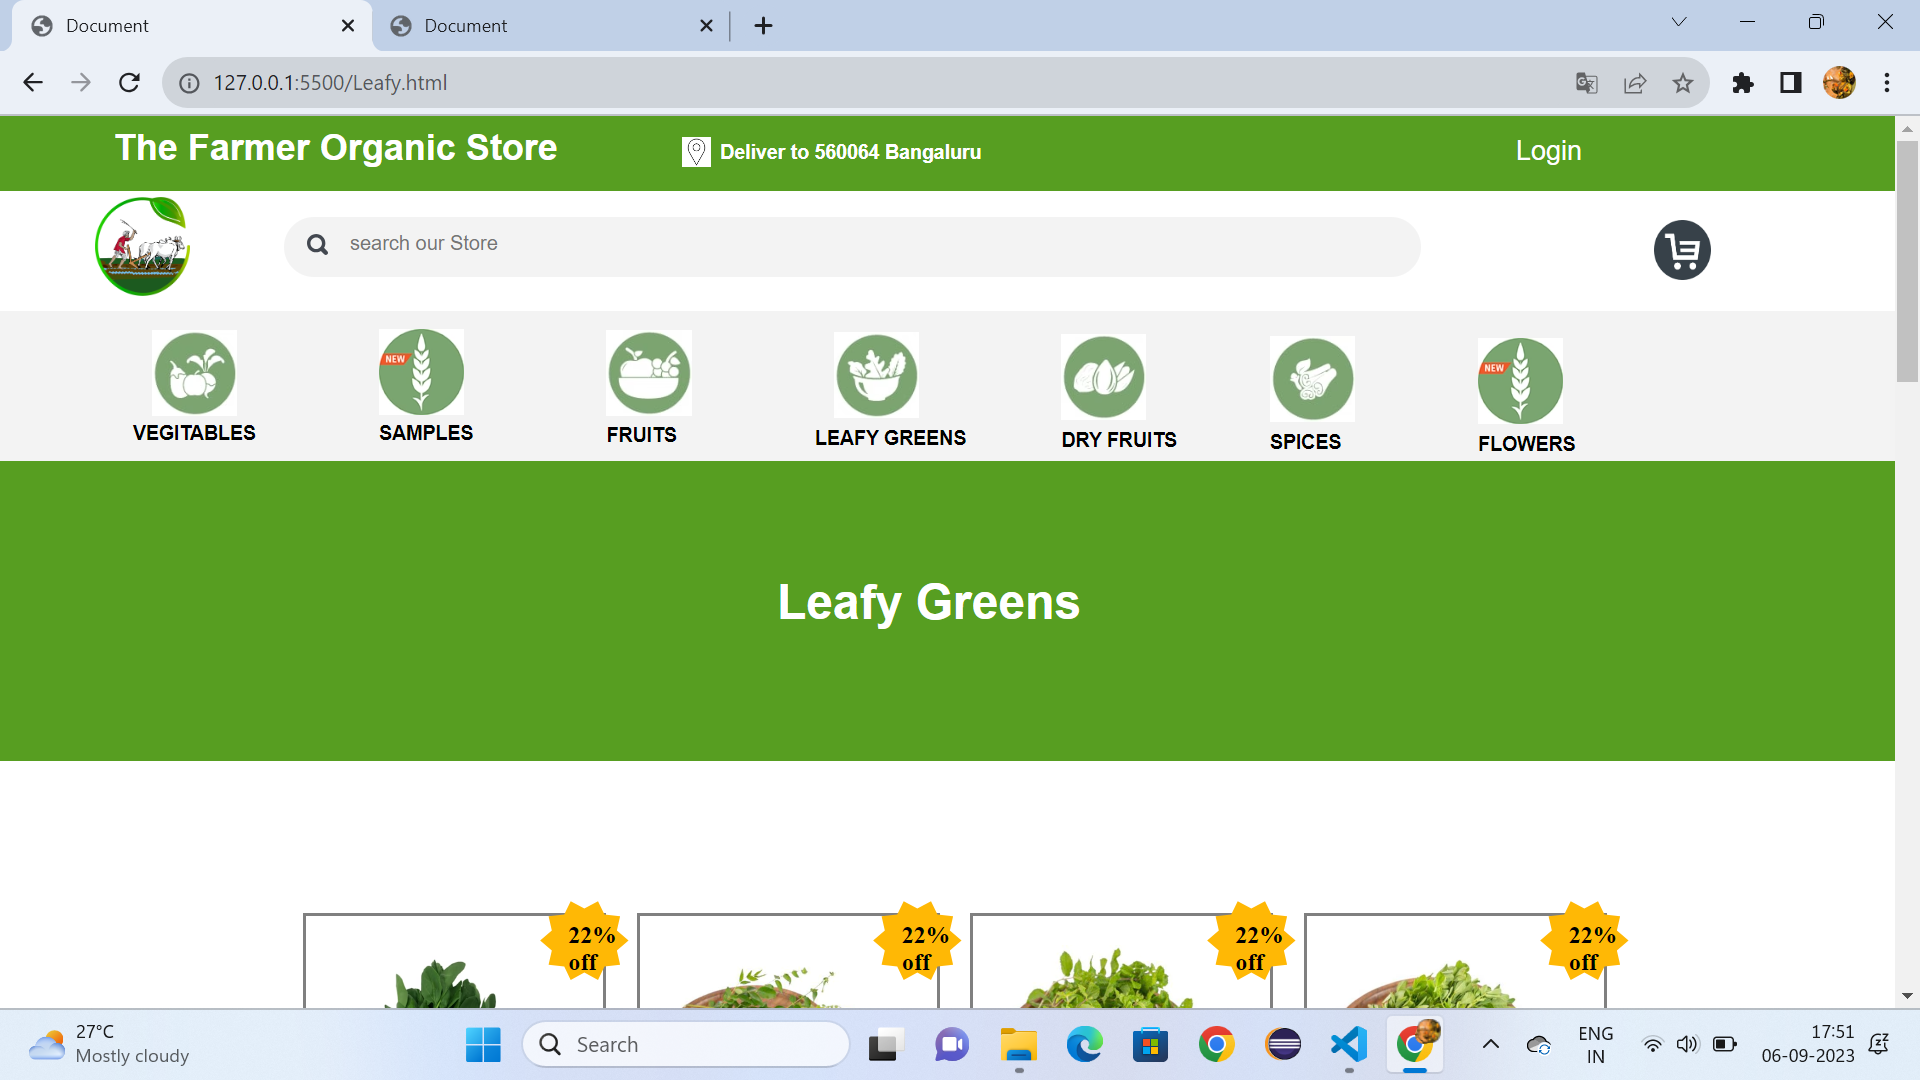 Document
Document
127.0.0.1:5500/Leafy.html
The Farmer Organic Store
Deliver to 560064 Bangaluru
Login
search our Store
NEW
NEW
VEGITABLES
SAMPLES
FRUITS
LEAFY GREENS
DRY FRUITS
SPICES
FLOWERS
Leafy Greens
22%
off
22%
off
22%
off
22%
off
27°C
Mostly cloudy
Search
ENG
IN
17:51
06-09-2023